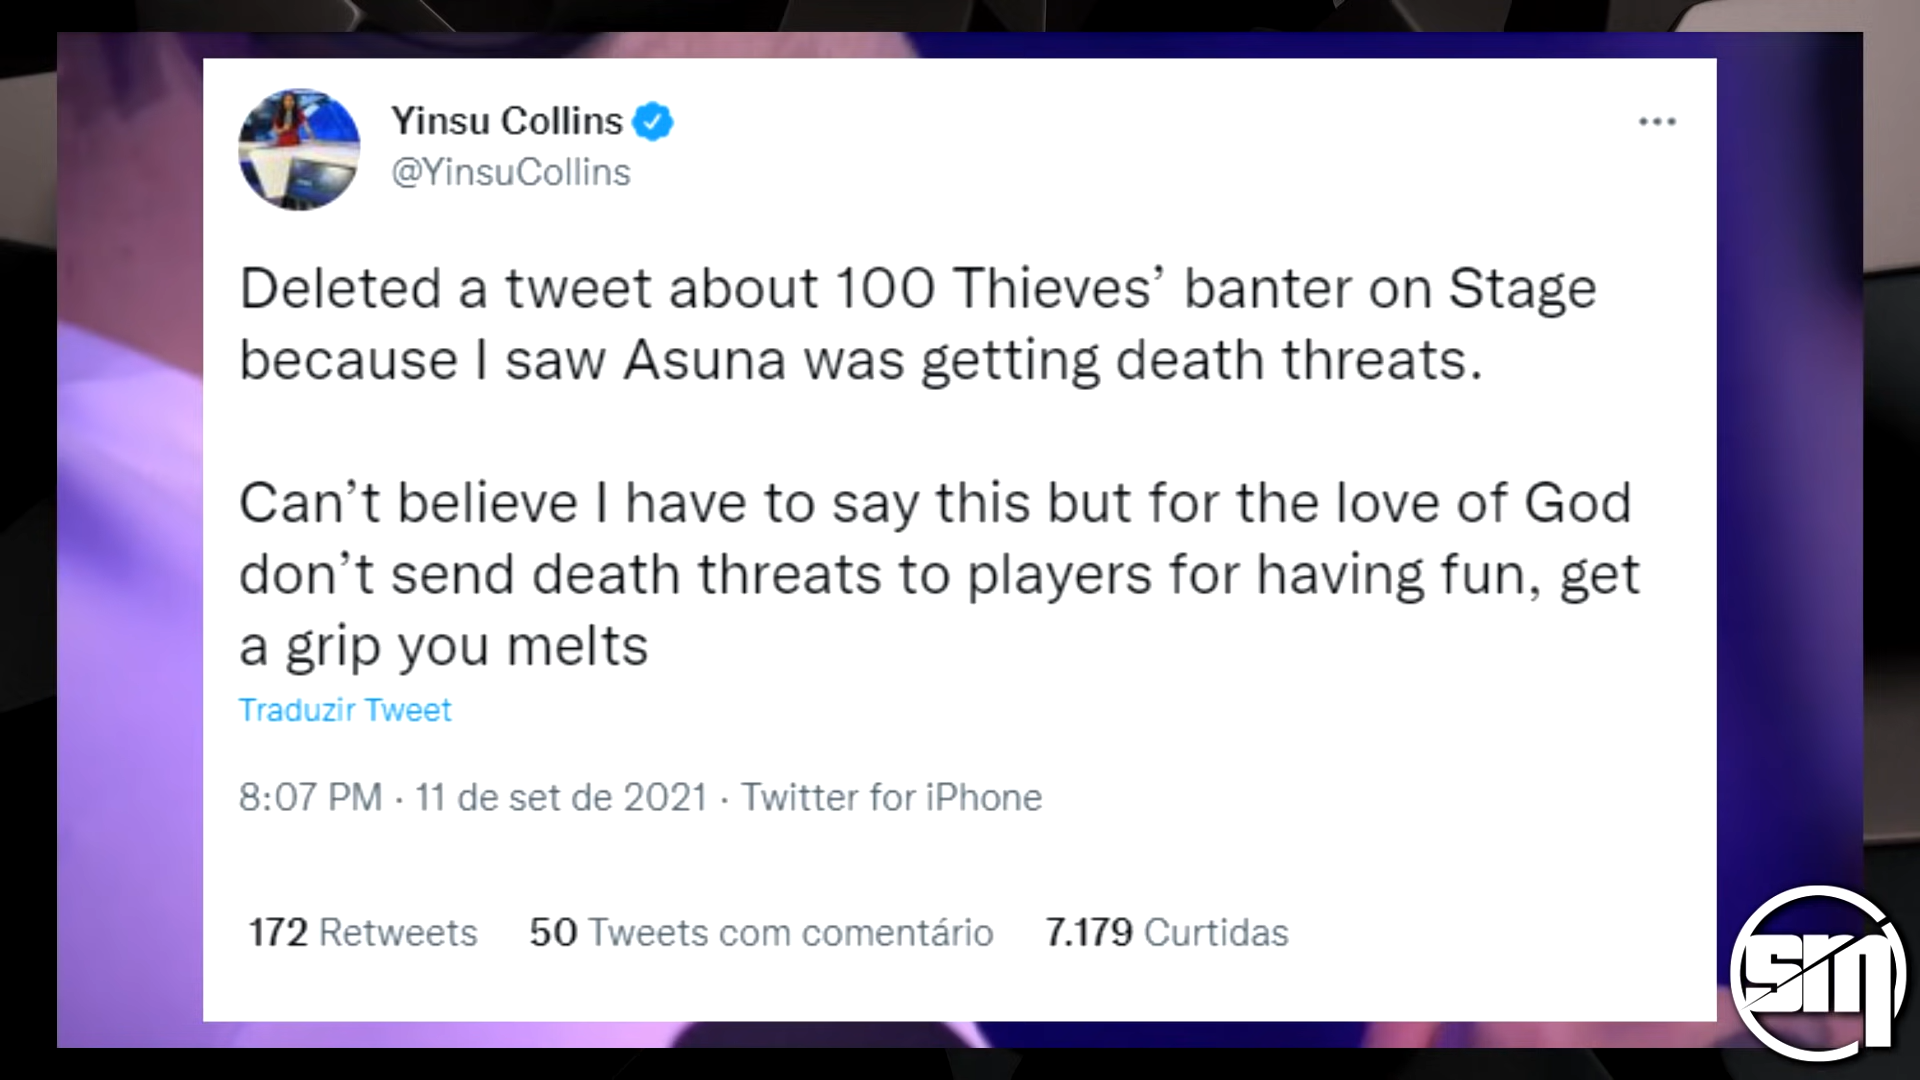 Yinsu Collins
@YinsuCollins
Deleted a tweet about 100 Thieves’ banter on Stage
because I saw Asuna was getting death threats.
Can’t believe I have to say this but for the love of God
don’t send death threats to players for having fun, get
a grip you melts
Traduzir Tweet
8:07 PM · 11 de set de 2021 · Twitter for iPhone
172 Retweets 50 Tweets com comentário 7.179 Curtidas